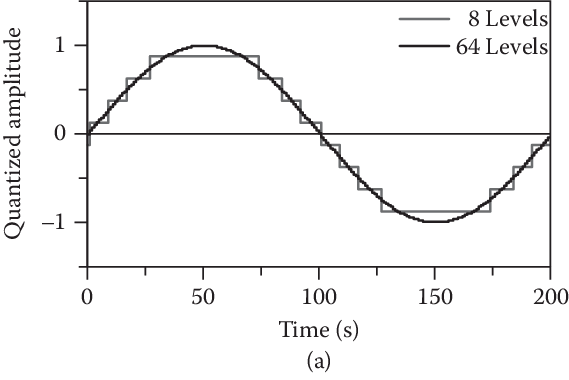 8 Levels
64 Levels
Quantized amplitude
1
0
–1
0 50 100 150 200
Time (s)
(a)